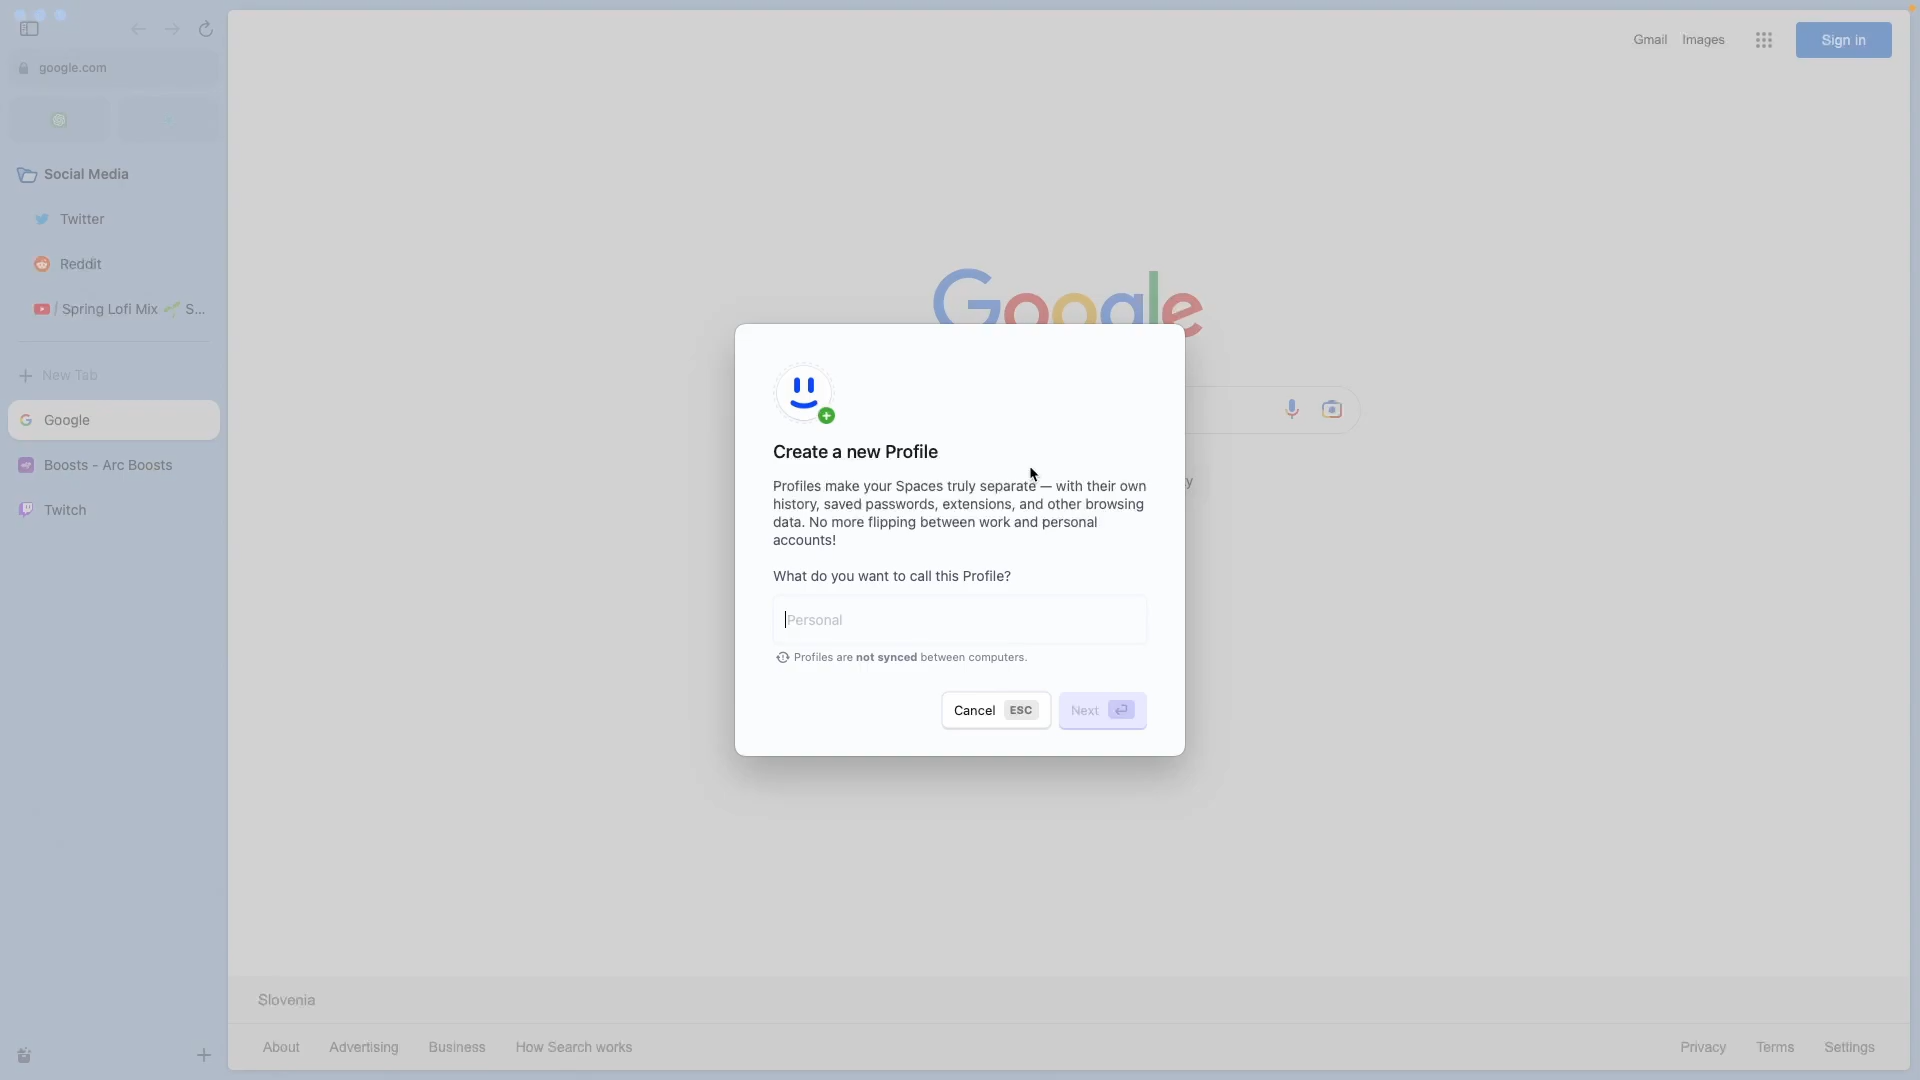 google.com
Gmail Images Sign in
Social Media
Twitter
Reddit
/ Spring Lofi Mix 🌱 S...
New Tab
Google
Boosts - Arc Boosts
Twitch
Google
Create a new Profile
Profiles make your Spaces truly separate — with their own
history, saved passwords, extensions, and other browsing
data. No more flipping between work and personal
accounts!
What do you want to call this Profile?
Personal
Profiles are not synced between computers.
Cancel ESC Next
Slovenia
About Advertising Business How Search works Privacy Terms Settings